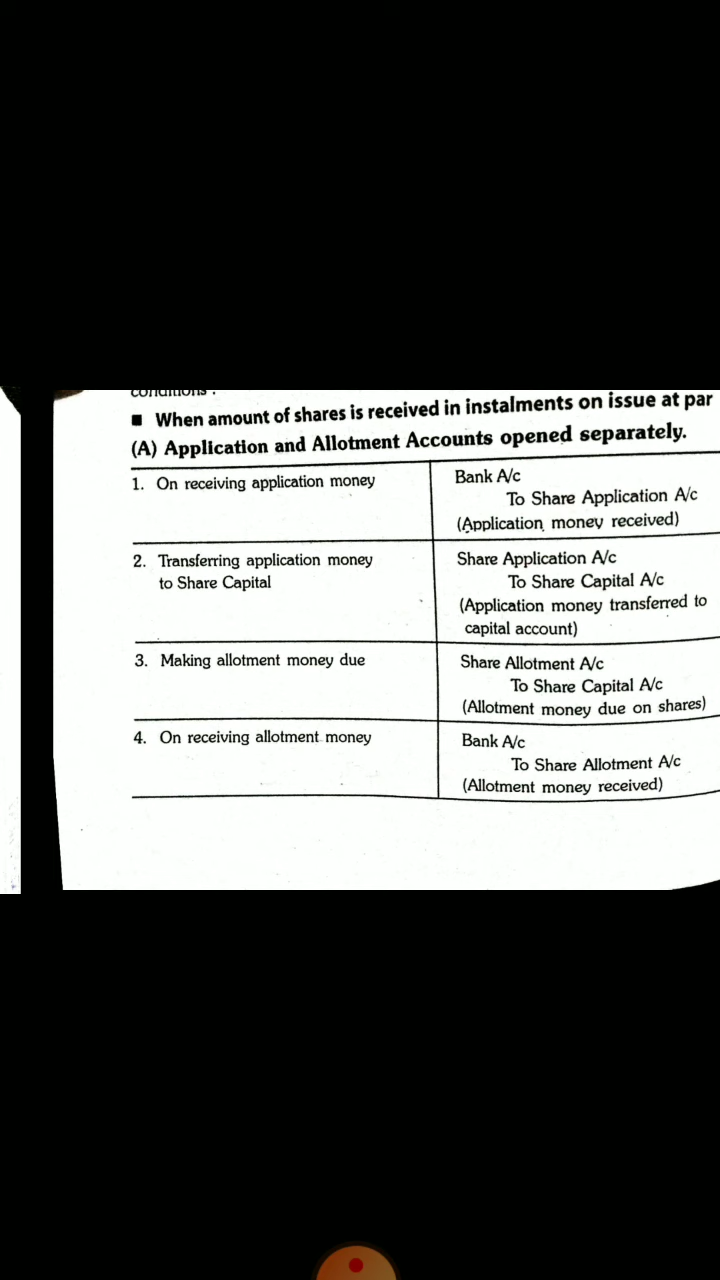 conditions :
■ When amount of shares is received in instalments on issue at par
(A) Application and Allotment Accounts opened separately.
1. On receiving application money
Bank A/c
To Share Application A/c
(Application money received)
2. Transferring application money
to Share Capital
Share Application A/c
To Share Capital A/c
(Application money transferred to
capital account)
3. Making allotment money due
Share Allotment A/c
To Share Capital A/c
(Allotment money due on shares)
4. On receiving allotment money
Bank A/c
To Share Allotment A/c
(Allotment money received)